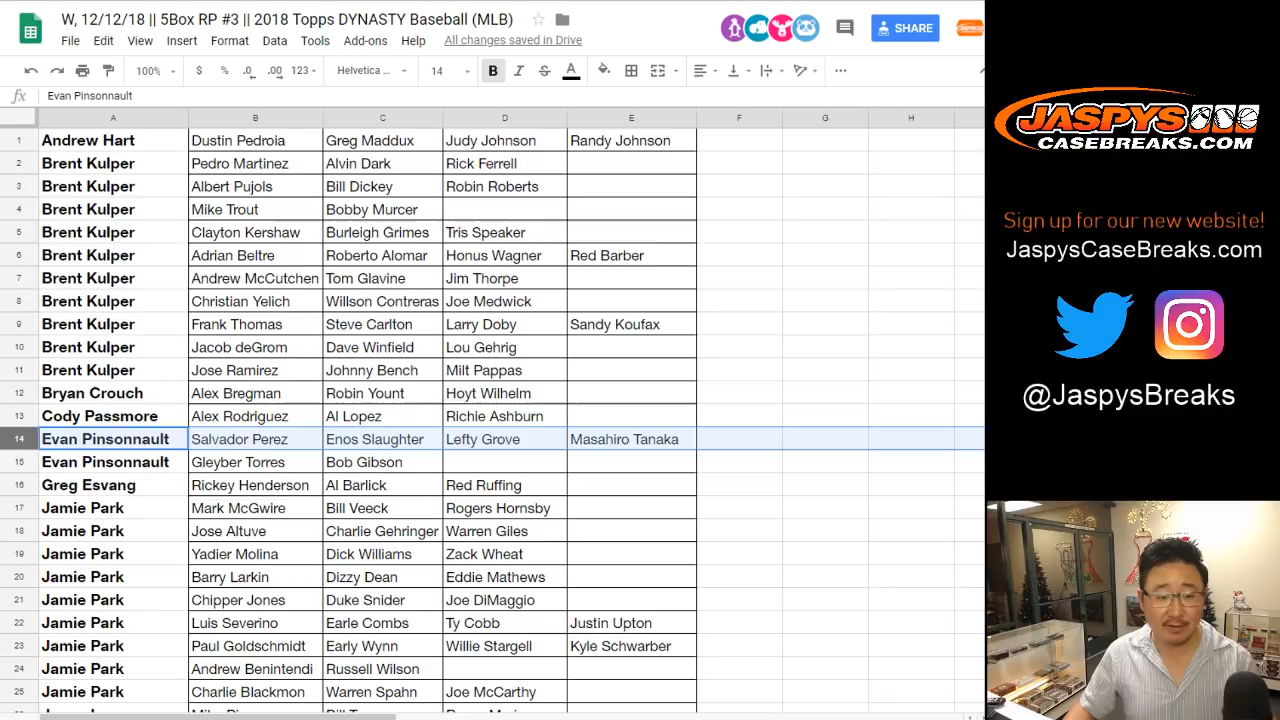 W, 12/12/18 || 5Box RP #3 || 2018 Topps DYNASTY Baseball (MLB)
File Edit View Insert Format Data Tools Add-ons Help All changes saved in Drive
SHARE
100% $ % .0 .00 123 Helvetica ... 14 B I S A
fx Evan Pinsonnault
A B C D E F G H
1 Andrew Hart Dustin Pedroia Greg Maddux Judy Johnson Randy Johnson
2 Brent Kulper Pedro Martinez Alvin Dark Rick Ferrell
3 Brent Kulper Albert Pujols Bill Dickey Robin Roberts
4 Brent Kulper Mike Trout Bobby Murcer
5 Brent Kulper Clayton Kershaw Burleigh Grimes Tris Speaker
6 Brent Kulper Adrian Beltre Roberto Alomar Honus Wagner Red Barber
7 Brent Kulper Andrew McCutchen Tom Glavine Jim Thorpe
8 Brent Kulper Christian Yelich Willson Contreras Joe Medwick
9 Brent Kulper Frank Thomas Steve Carlton Larry Doby Sandy Koufax
10 Brent Kulper Jacob deGrom Dave Winfield Lou Gehrig
11 Brent Kulper Jose Ramirez Johnny Bench Milt Pappas
12 Bryan Crouch Alex Bregman Robin Yount Hoyt Wilhelm
13 Cody Passmore Alex Rodriguez Al Lopez Richie Ashburn
14 Evan Pinsonnault Salvador Perez Enos Slaughter Lefty Grove Masahiro Tanaka
15 Evan Pinsonnault Gleyber Torres Bob Gibson
16 Greg Esvang Rickey Henderson Al Barlick Red Ruffing
17 Jamie Park Mark McGwire Bill Veeck Rogers Hornsby
18 Jamie Park Jose Altuve Charlie Gehringer Warren Giles
19 Jamie Park Yadier Molina Dick Williams Zack Wheat
20 Jamie Park Barry Larkin Dizzy Dean Eddie Mathews
21 Jamie Park Chipper Jones Duke Snider Joe DiMaggio
22 Jamie Park Luis Severino Earle Combs Ty Cobb Justin Upton
23 Jamie Park Paul Goldschmidt Early Wynn Willie Stargell Kyle Schwarber
24 Jamie Park Andrew Benintendi Russell Wilson
25 Jamie Park Charlie Blackmon Warren Spahn Joe McCarthy
JASPYS
CASEBREAKS.COM
Sign up for our new website!
JaspysCaseBreaks.com
@JaspysBreaks